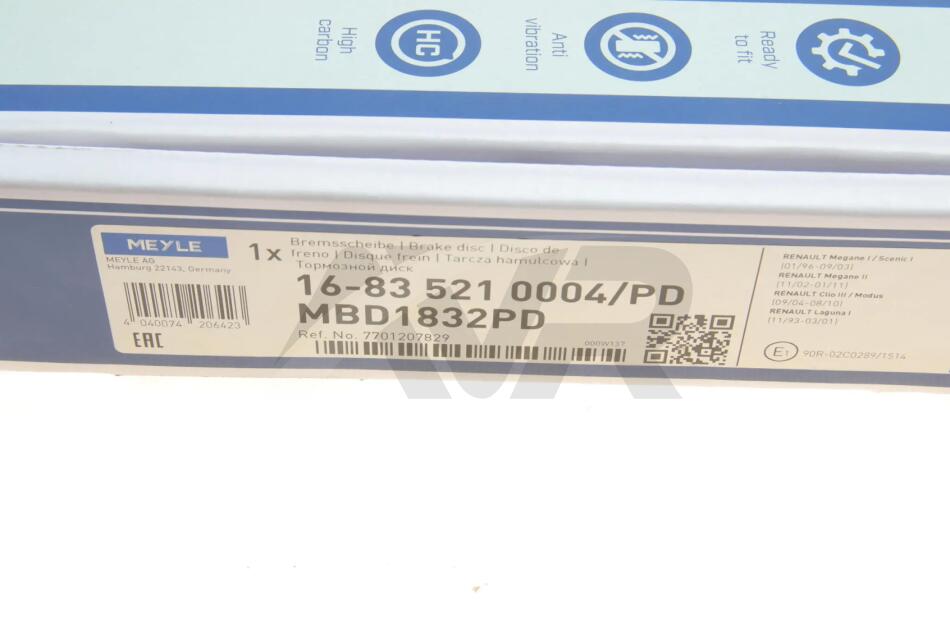 High
carbon
HC
Anti
vibration
Ready
to fit
MEYLE
MEYLE AG
Hamburg 22143, Germany
4 040074 206423
EAC
1x
Bremsscheibe | Brake disc | Disco de
freno | Disque frein | Tarcza hamulcowa |
Тормозной диск
16-83 521 0004/PD
MBD1832PD
Ref. No. 7701207829
000W137
RENAULT Megane I / Scenic I
(01/96-09/03)
RENAULT Megane II
(11/02-01/11)
RENAULT Clio III / Modus
(09/04-08/10)
RENAULT Laguna I
(11/93-03/01)
E1
90R-02C0289/1514
AVR